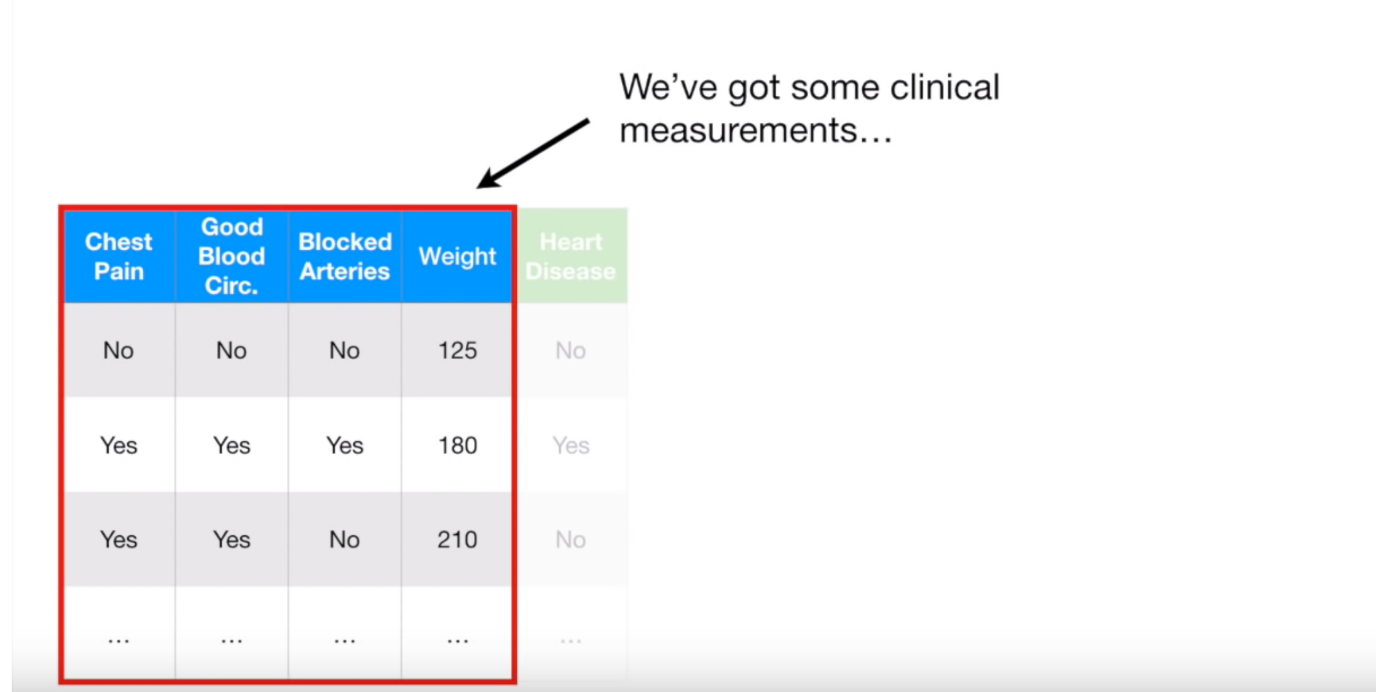 We've got some clinical
measurements…
Chest Pain Good Blood Circ. Blocked Arteries Weight Heart Disease
No No No 125 No
Yes Yes Yes 180 Yes
Yes Yes No 210 No
… … … … …